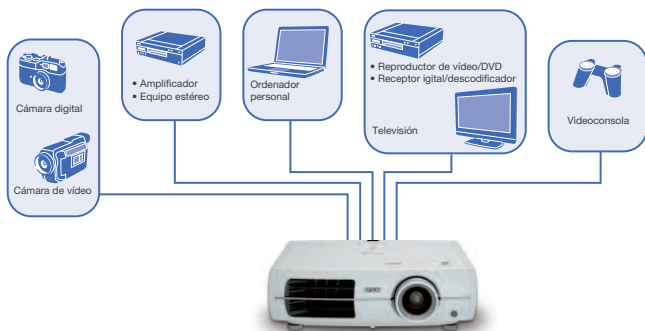 Cámara digital
Cámara de vídeo
• Amplificador
• Equipo estéreo
Ordenador
personal
• Reproductor de vídeo/DVD
• Receptor igital/descodificador
Televisión
Videoconsola